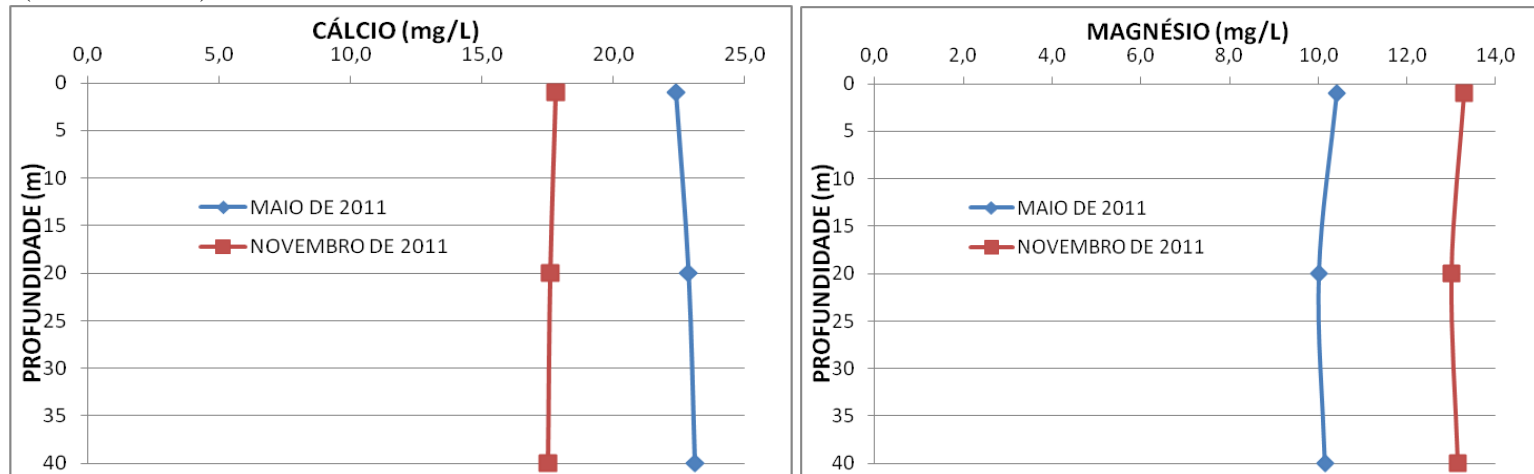 CÁLCIO (mg/L)
0,0 5,0 10,0 15,0 20,0 25,0
0
5
10
15
20
25
30
35
40
PROFUNDIDADE (m)
MAIO DE 2011
NOVEMBRO DE 2011
MAGNÉSIO (mg/L)
0,0 2,0 4,0 6,0 8,0 10,0 12,0 14,0
0
5
10
15
20
25
30
35
40
PROFUNDIDADE (m)
MAIO DE 2011
NOVEMBRO DE 2011